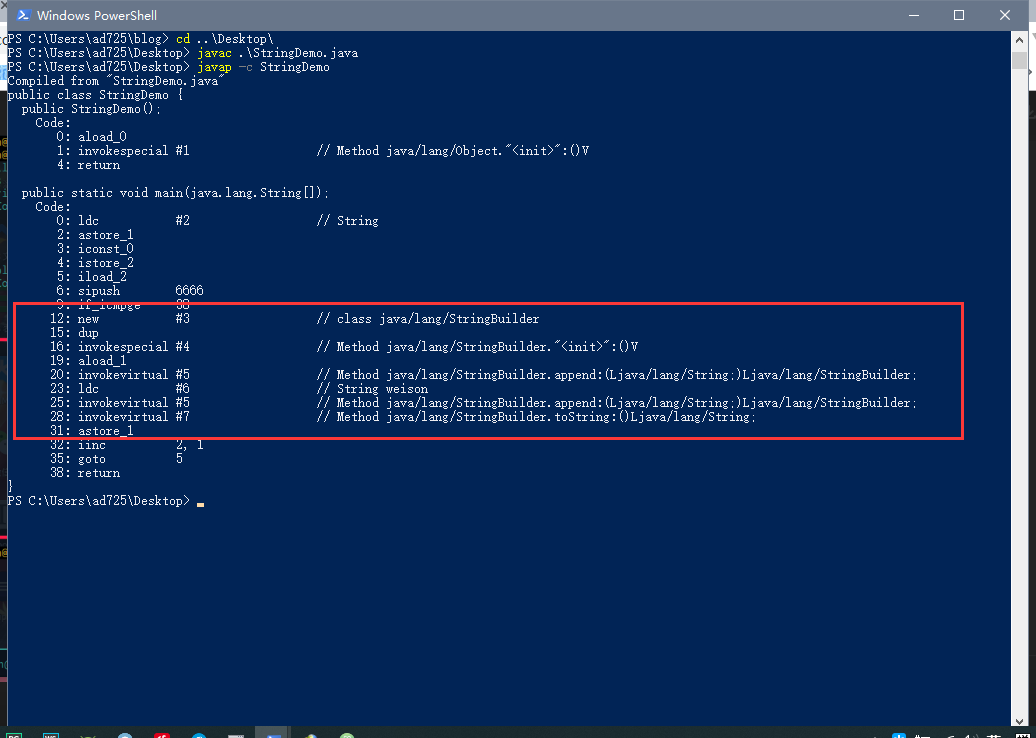 Windows PowerShell
PS C:\Users\ad725\blog> cd ..\Desktop\
PS C:\Users\ad725\Desktop> javac .\StringDemo.java
PS C:\Users\ad725\Desktop> javap -c StringDemo
Compiled from "StringDemo.java"
public class StringDemo {
  public StringDemo();
    Code:
       0: aload_0
       1: invokespecial #1                  // Method java/lang/Object."<init>":()V
       4: return

  public static void main(java.lang.String[]);
    Code:
       0: ldc           #2                  // String
       2: astore_1
       3: iconst_0
       4: istore_2
       5: iload_2
       6: sipush        6666
       9: if_icmpge     38
      12: new           #3                  // class java/lang/StringBuilder
      15: dup
      16: invokespecial #4                  // Method java/lang/StringBuilder."<init>":()V
      19: aload_1
      20: invokevirtual #5                  // Method java/lang/StringBuilder.append:(Ljava/lang/String;)Ljava/lang/StringBuilder;
      23: ldc           #6                  // String weison
      25: invokevirtual #5                  // Method java/lang/StringBuilder.append:(Ljava/lang/String;)Ljava/lang/StringBuilder;
      28: invokevirtual #7                  // Method java/lang/StringBuilder.toString:()Ljava/lang/String;
      31: astore_1
      32: iinc          2, 1
      35: goto          5
      38: return
}
PS C:\Users\ad725\Desktop>